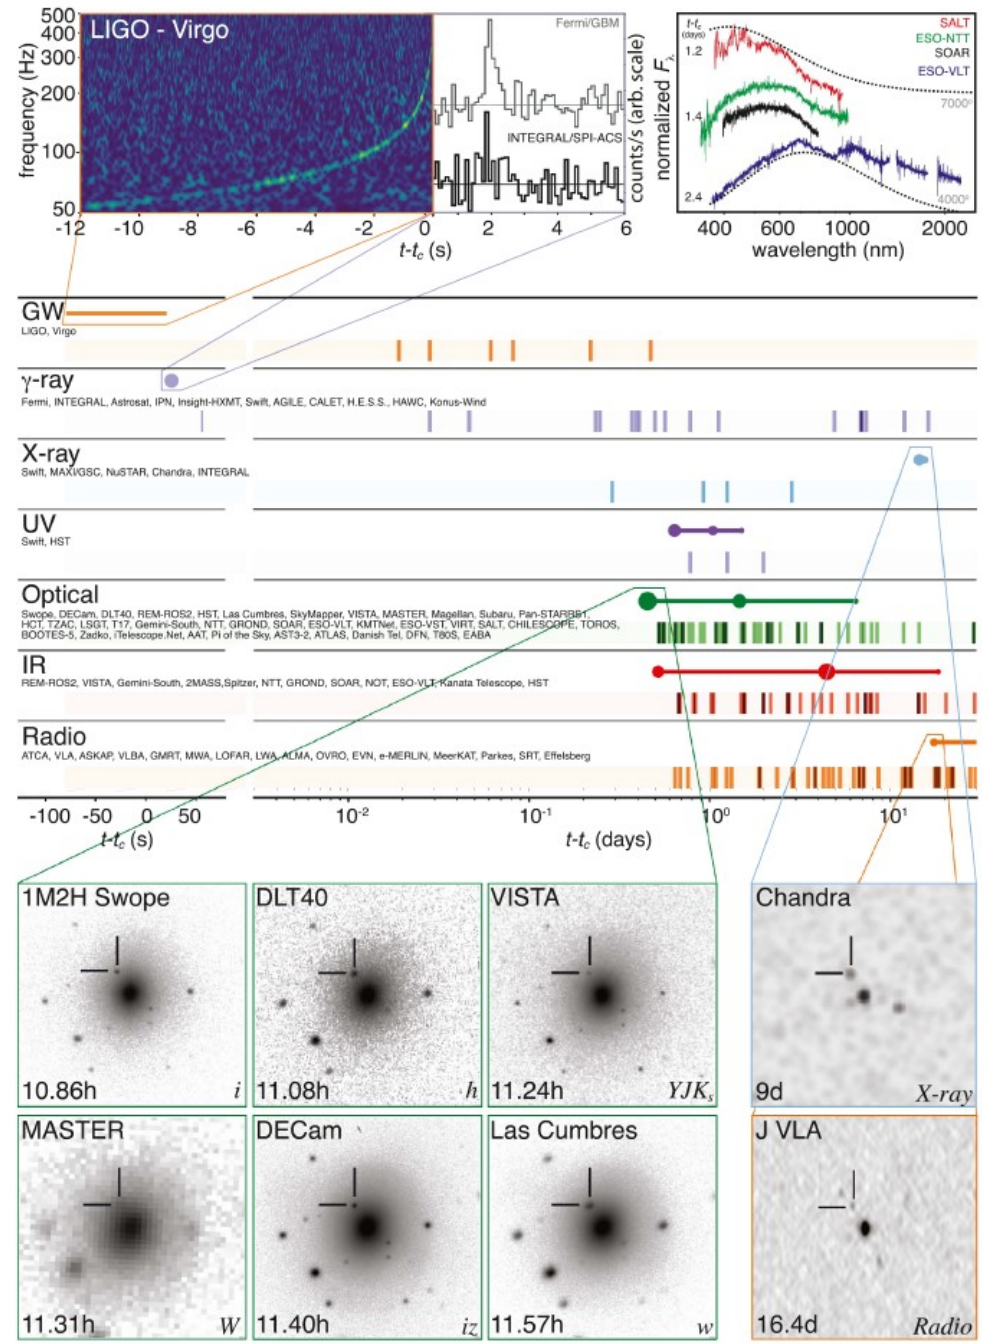 LIGO - Virgo
500
400
300
200
100
50
frequency (Hz)
-12 -10 -8 -6 -4 -2 0 2 4 6
t-tc (s)
Fermi/GBM
INTEGRAL/SPI-ACS
counts/s (arb. scale)
normalized Fλ
t-tc
(days)
1.2
1.4
2.4
SALT
ESO-NTT
SOAR
ESO-VLT
7000°
4000°
400 600 1000 2000
wavelength (nm)
GW
LIGO, Virgo
γ-ray
Fermi, INTEGRAL, Astrosat, IPN, Insight-HXMT, Swift, AGILE, CALET, H.E.S.S., HAWC, Konus-Wind
X-ray
Swift, MAXI/GSC, NuSTAR, Chandra, INTEGRAL
UV
Swift, HST
Optical
Swope, DECam, DLT40, REM-ROS2, HST, Las Cumbres, SkyMapper, VISTA, MASTER, Magellan, Subaru, Pan-STARRS1
HCT, TZAC, LSGT, T17, Gemini-South, NTT, GROND, SOAR, ESO-VLT, KMTNet, ESO-VST, VIRT, SALT, CHILESCOPE, TOROS,
BOOTES-5, Zadko, iTelescope.Net, AAT, Pi of the Sky, AST3-2, ATLAS, Danish Tel, DFN, T80S, EABA
IR
REM-ROS2, VISTA, Gemini-South, 2MASS,Spitzer, NTT, GROND, SOAR, NOT, ESO-VLT, Kanata Telescope, HST
Radio
ATCA, VLA, ASKAP, VLBA, GMRT, MWA, LOFAR, LWA, ALMA, OVRO, EVN, e-MERLIN, MeerKAT, Parkes, SRT, Effelsberg
-100 -50 0 50 10⁻² 10⁻¹ 10⁰ 10¹
t-tc (s) t-tc (days)
1M2H Swope
10.86h i
DLT40
11.08h h
VISTA
11.24h YJKs
Chandra
9d X-ray
MASTER
11.31h W
DECam
11.40h iz
Las Cumbres
11.57h w
J VLA
16.4d Radio